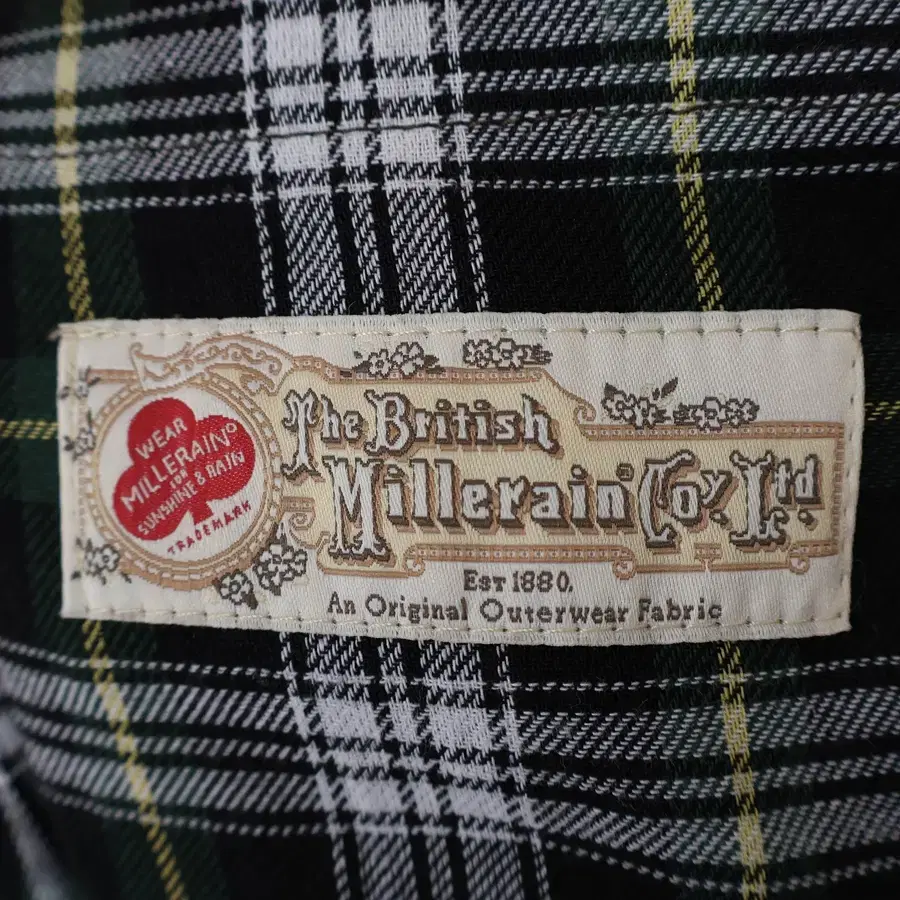 WEAR
MILLERAIN®
for
SUNSHINE & RAIN
TRADEMARK
The British
Millerain® Coy. Ltd.
EST 1880.
An Original Outerwear Fabric